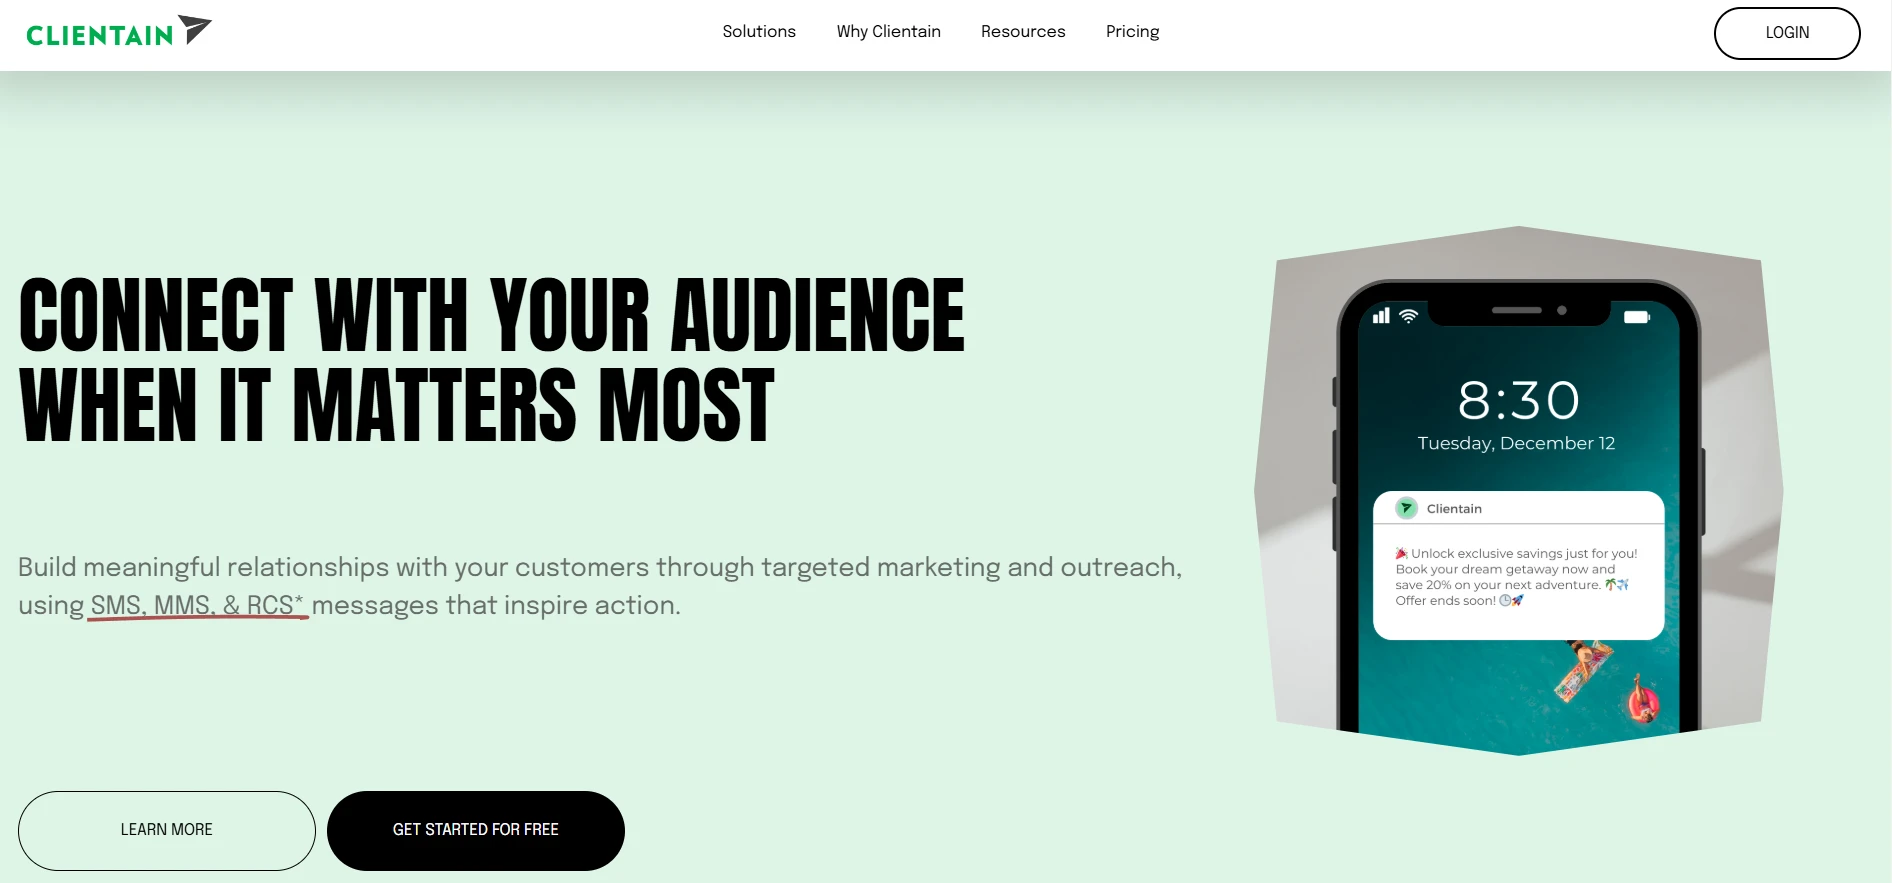 CLIENTAIN
Solutions Why Clientain Resources Pricing
LOGIN
CONNECT WITH YOUR AUDIENCE
WHEN IT MATTERS MOST
Build meaningful relationships with your customers through targeted marketing and outreach,
using SMS, MMS, & RCS* messages that inspire action.
LEARN MORE
GET STARTED FOR FREE
8:30
Tuesday, December 12
Clientain
🎉 Unlock exclusive savings just for you!
Book your dream getaway now and
save 20% on your next adventure. 🌴✈️
Offer ends soon! 🕒🚀